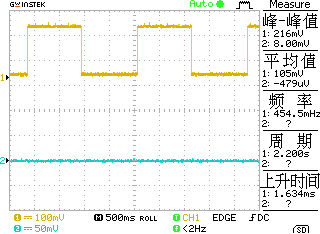 GWINSTEK Auto Measure
峰-峰值
1: 216mV
2: 8.00mV
平均值
1: 105mV
2: -479uV
频 率
1: 454.5mHz
2: ?
周 期
1: 2.200s
2: ?
上升时间
1: 1.634ms
2: ?
1
2
1 100mV M 500ms ROLL T CH1 EDGE DC
2 50mV T <2Hz SD